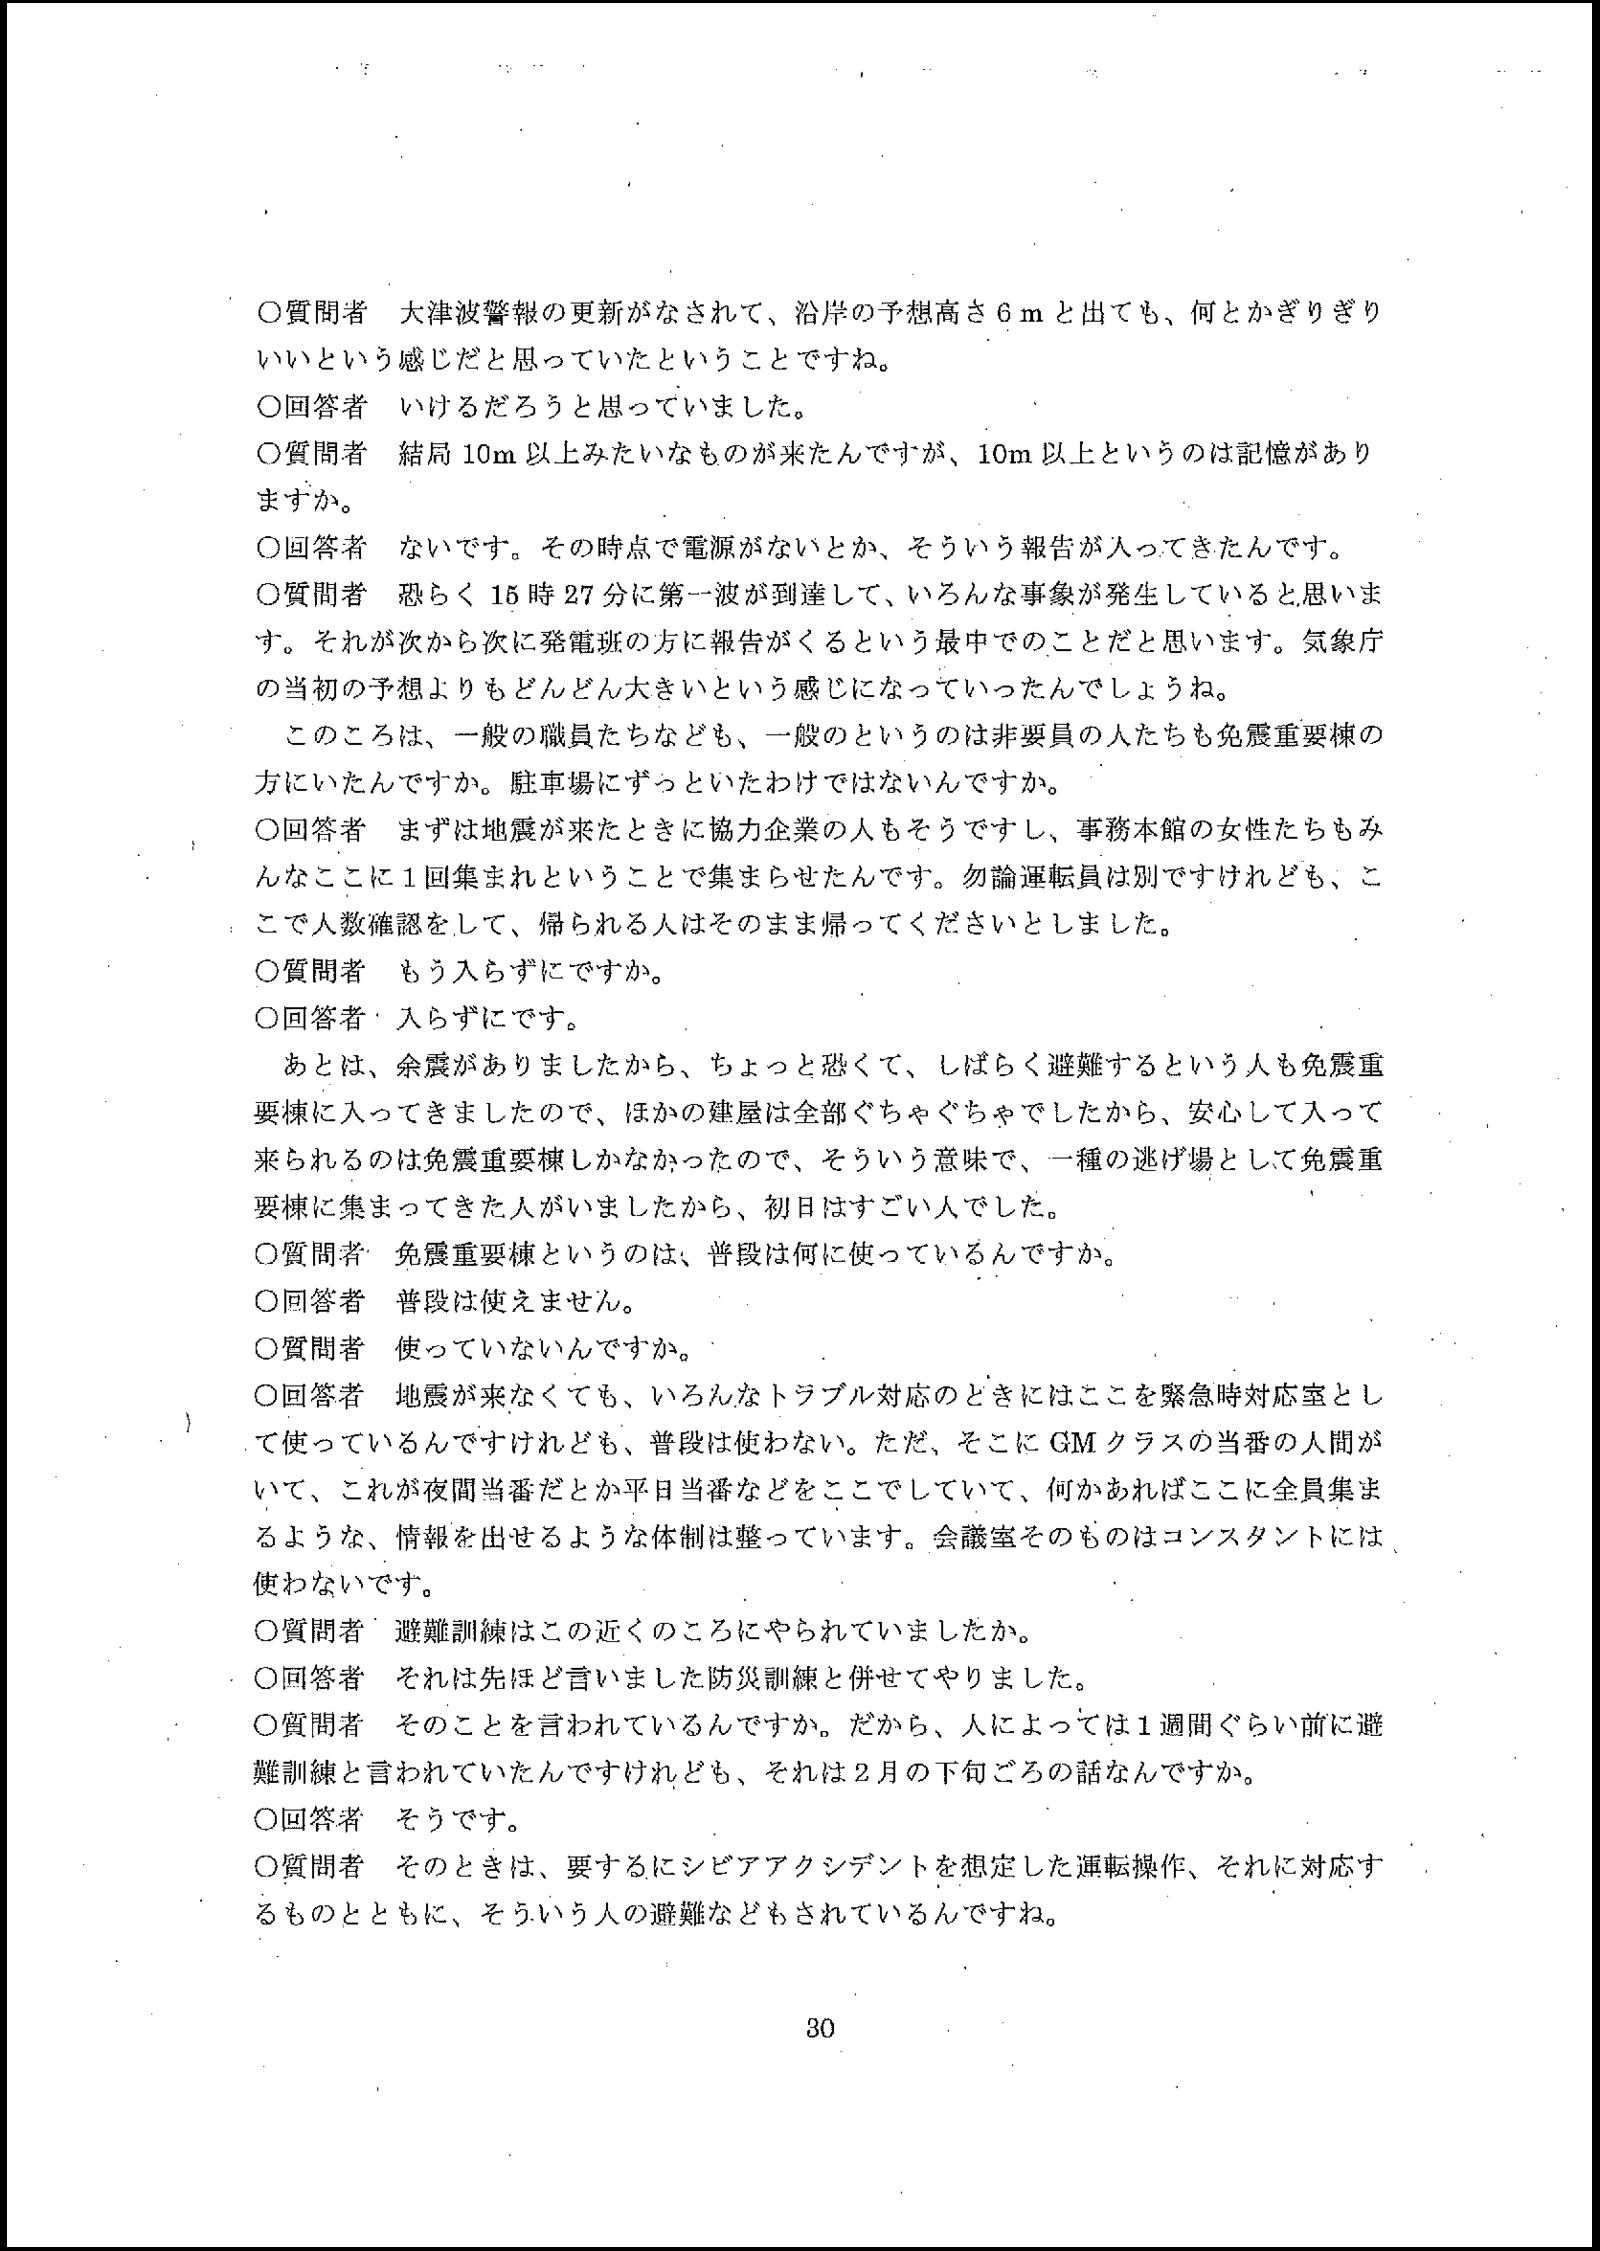 〇質問者　大津波警報の更新がなされて、沿岸の予想高さ６ｍと出ても、何とかぎりぎり
いいという感じだと思っていたということですね。
〇回答者　いけるだろうと思っていました。
〇質問者　結局 10m 以上みたいなものが来たんですが、10m 以上というのは記憶があり
ますか。
〇回答者　ないです。その時点で電源がないとか、そういう報告が入ってきたんです。
〇質問者　恐らく 15 時 27 分に第一波が到達して、いろんな事象が発生していると思いま
す。それが次から次に発電班の方に報告がくるという最中でのことだと思います。気象庁
の当初の予想よりもどんどん大きいという感じになっていったんでしょうね。
　このころは、一般の職員たちなども、一般のというのは非要員の人たちも免震重要棟の
方にいたんですか。駐車場にずっといたわけではないんですか。
〇回答者　まずは地震が来たときに協力企業の人もそうですし、事務本館の女性たちもみ
んなここに１回集まれということで集まらせたんです。勿論運転員は別ですけれども、こ
こで人数確認をして、帰られる人はそのまま帰ってくださいとしました。
〇質問者　もう入らずにですか。
〇回答者　入らずにです。
　あとは、余震がありましたから、ちょっと恐くて、しばらく避難するという人も免震重
要棟に入ってきましたので、ほかの建屋は全部ぐちゃぐちゃでしたから、安心して入って
来られるのは免震重要棟しかなかったので、そういう意味で、一種の逃げ場として免震重
要棟に集まってきた人がいましたから、初日はすごい人でした。
〇質問者　免震重要棟というのは、普段は何に使っているんですか。
〇回答者　普段は使えません。
〇質問者　使っていないんですか。
〇回答者　地震が来なくても、いろんなトラブル対応のときにはここを緊急時対応室とし
て使っているんですけれども、普段は使わない。ただ、そこに GM クラスの当番の人間が
いて、これが夜間当番だとか平日当番などをここでしていて、何かあればここに全員集ま
るような、情報を出せるような体制は整っています。会議室そのものはコンスタントには
使わないです。
〇質問者　避難訓練はこの近くのころにやられていましたか。
〇回答者　それは先ほど言いました防災訓練と併せてやりました。
〇質問者　そのことを言われているんですか。だから、人によっては１週間ぐらい前に避
難訓練と言われていたんですけれども、それは２月の下旬ごろの話なんですか。
〇回答者　そうです。
〇質問者　そのときは、要するにシビアアクシデントを想定した運転操作、それに対応す
るものとともに、そういう人の避難などもされているんですね。
30